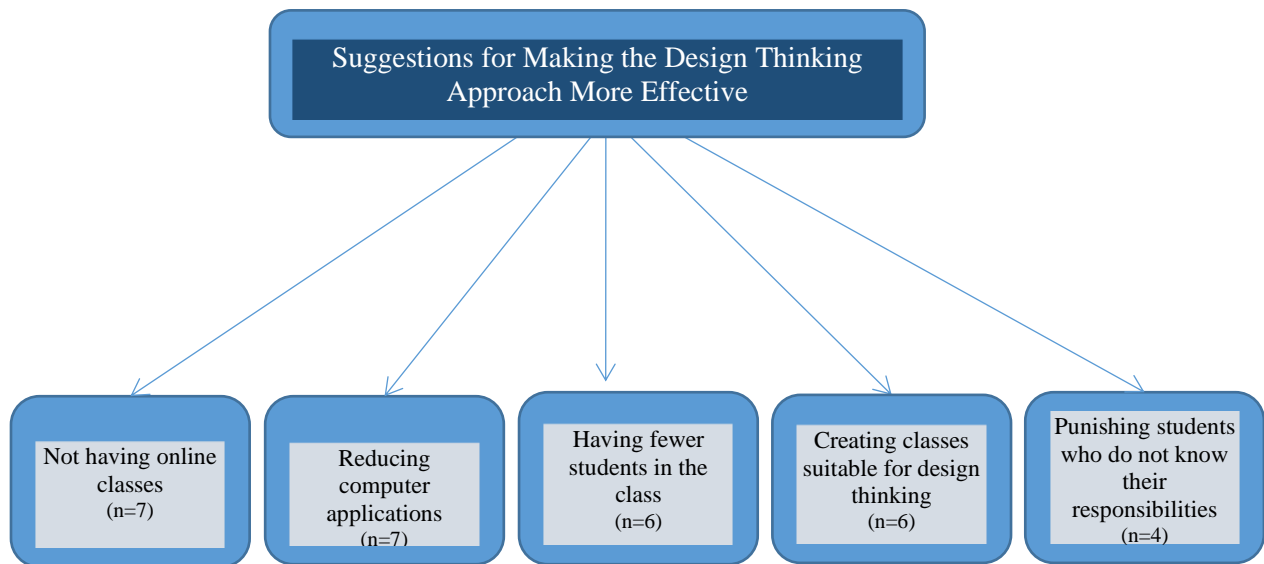 Suggestions for Making the Design Thinking
Approach More Effective
Not having online
classes
(n=7)
Reducing
computer
applications
(n=7)
Having fewer
students in the
class
(n=6)
Creating classes
suitable for design
thinking
(n=6)
Punishing students
who do not know
their
responsibilities
(n=4)